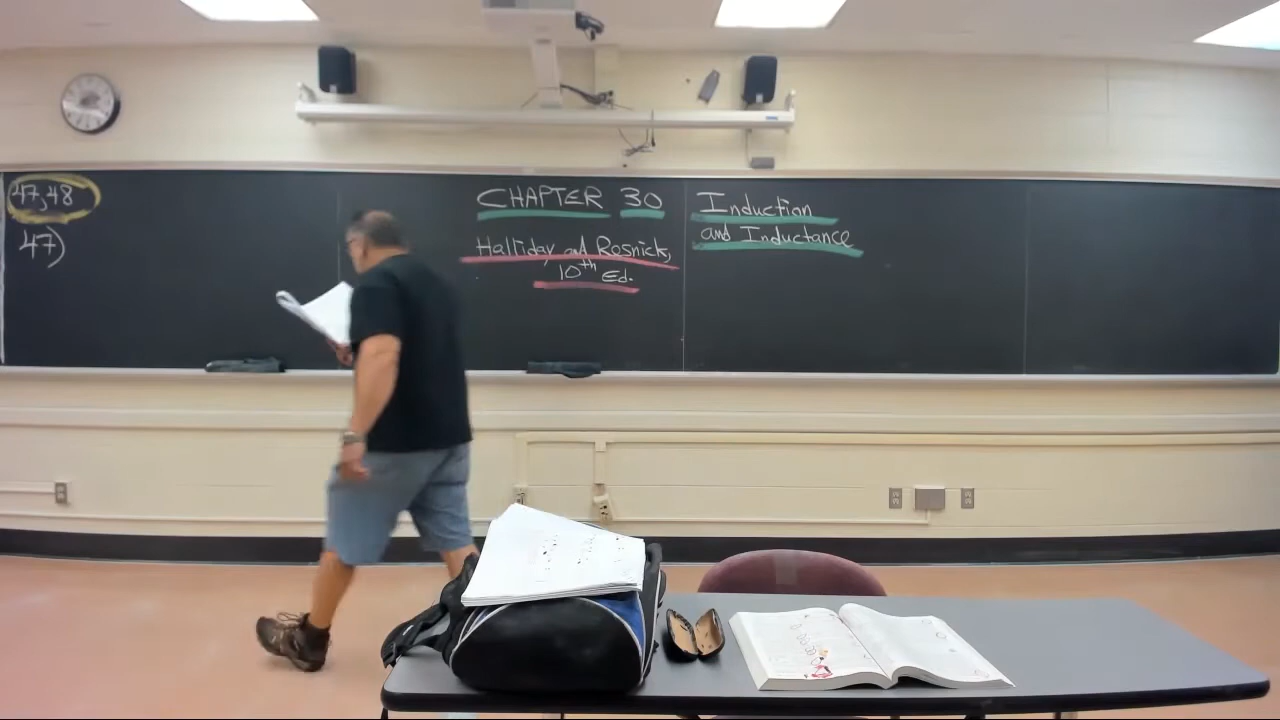 47,48
47)
CHAPTER 30
Halliday and Resnick,
10th Ed.
Induction
and Inductance